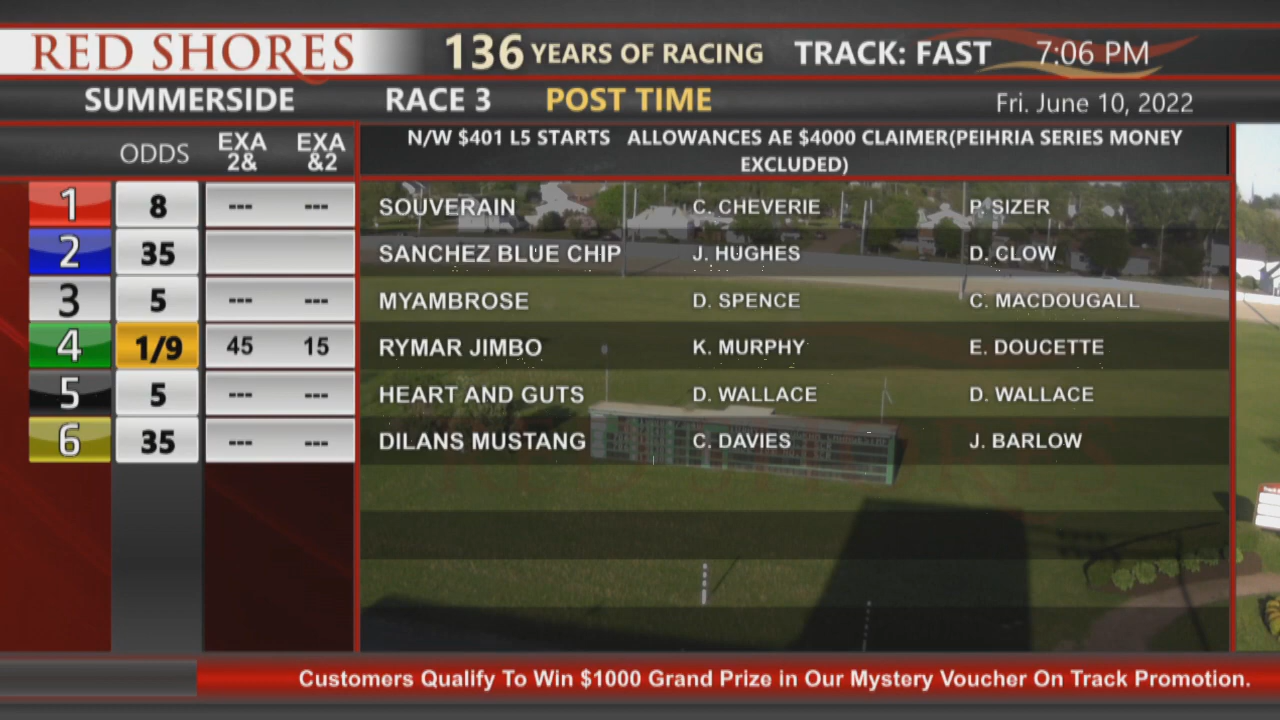 RED SHORES 136 YEARS OF RACING TRACK: FAST 7:06 PM
SUMMERSIDE RACE 3 POST TIME Fri. June 10, 2022
ODDS EXA 2& EXA &2
N/W $401 L5 STARTS ALLOWANCES AE $4000 CLAIMER(PEIHRIA SERIES MONEY
EXCLUDED)
1 8 --- --- SOUVERAIN C. CHEVERIE P. SIZER
2 35 SANCHEZ BLUE CHIP J. HUGHES D. CLOW
3 5 --- --- MYAMBROSE D. SPENCE C. MACDOUGALL
4 1/9 45 15 RYMAR JIMBO K. MURPHY E. DOUCETTE
5 5 --- --- HEART AND GUTS D. WALLACE D. WALLACE
6 35 --- --- DILANS MUSTANG C. DAVIES J. BARLOW
Customers Qualify To Win $1000 Grand Prize in Our Mystery Voucher On Track Promotion.